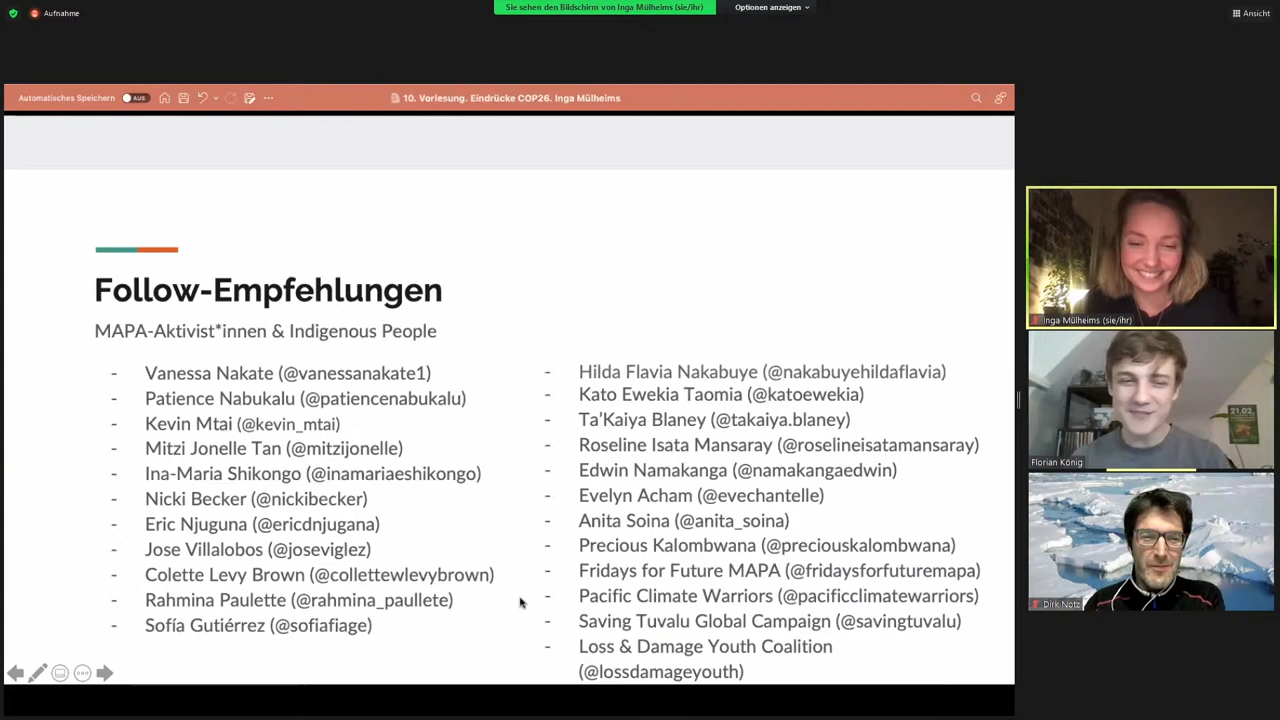 Aufnahme
Sie sehen den Bildschirm von Inga Mülheims (sie/ihr)
Optionen anzeigen
Ansicht
Automatisches Speichern
AUS
10. Vorlesung. Eindrücke COP26. Inga Mülheims
Follow-Empfehlungen
MAPA-Aktivist*innen & Indigenous People
- Vanessa Nakate (@vanessanakate1)
- Patience Nabukalu (@patiencenabukalu)
- Kevin Mtai (@kevin_mtai)
- Mitzi Jonelle Tan (@mitzijonelle)
- Ina-Maria Shikongo (@inamariaeshikongo)
- Nicki Becker (@nickibecker)
- Eric Njuguna (@ericdnjugana)
- Jose Villalobos (@joseviglez)
- Colette Levy Brown (@collettewlevybrown)
- Rahmina Paulette (@rahmina_paullete)
- Sofía Gutiérrez (@sofiafiage)
- Hilda Flavia Nakabuye (@nakabuyehildaflavia)
- Kato Ewekia Taomia (@katoewekia)
- Ta’Kaiya Blaney (@takaiya.blaney)
- Roseline Isata Mansaray (@roselineisatamansaray)
- Edwin Namakanga (@namakangaedwin)
- Evelyn Acham (@evechantelle)
- Anita Soina (@anita_soina)
- Precious Kalombwana (@preciouskalombwana)
- Fridays for Future MAPA (@fridaysforfuturemapa)
- Pacific Climate Warriors (@pacificclimatewarriors)
- Saving Tuvalu Global Campaign (@savingtuvalu)
- Loss & Damage Youth Coalition
(@lossdamageyouth)
Inga Mülheims (sie/ihr)
21.02.
Florian König
Dirk Notz